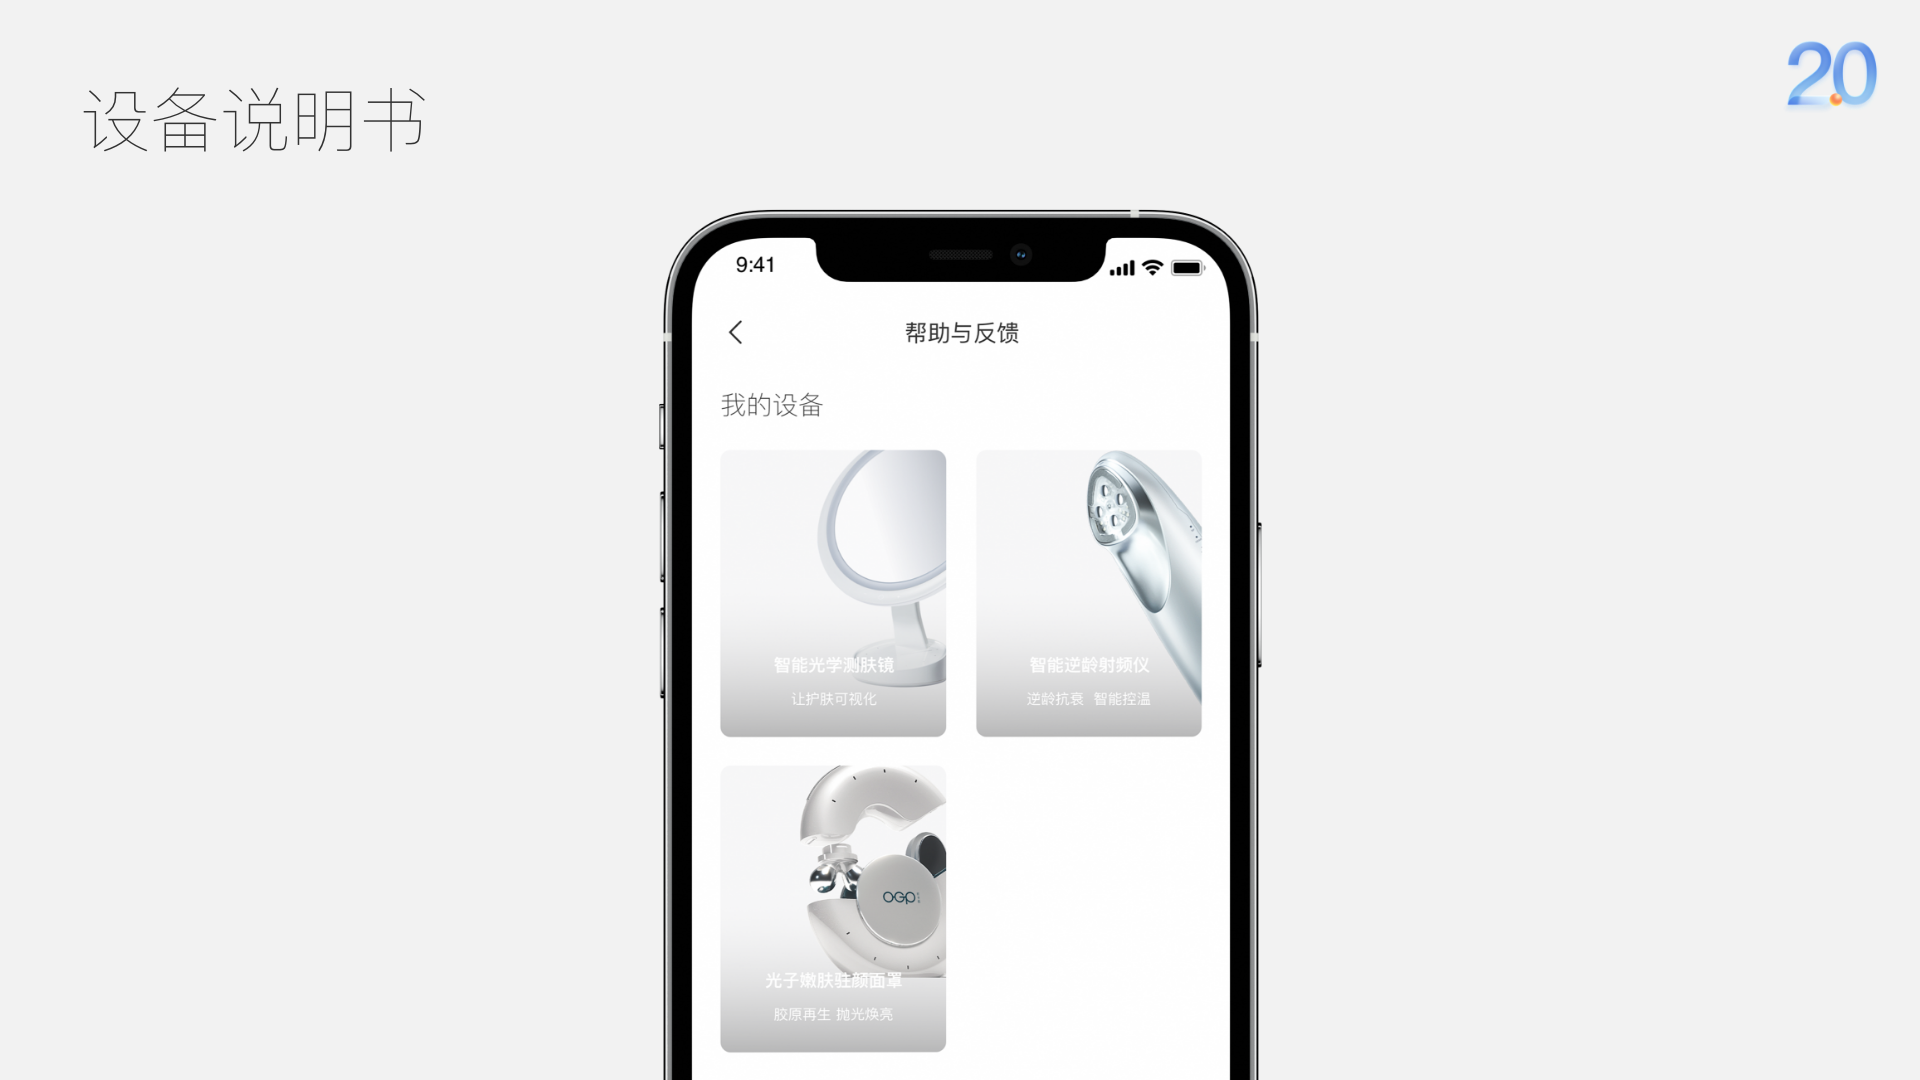 设备说明书
2.0
9:41
帮助与反馈
我的设备
智能光学测肤镜
让护肤可视化
智能逆龄射频仪
逆龄抗衰 智能控温
OGP
光子嫩肤驻颜面罩
胶原再生 抛光焕亮